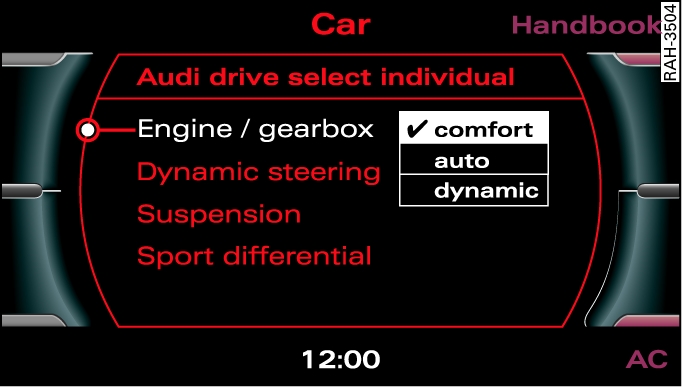 Car
Handbook
RAH-3504
Audi drive select individual
Engine / gearbox
✔ comfort
auto
Dynamic steering
dynamic
Suspension
Sport differential
12:00
AC